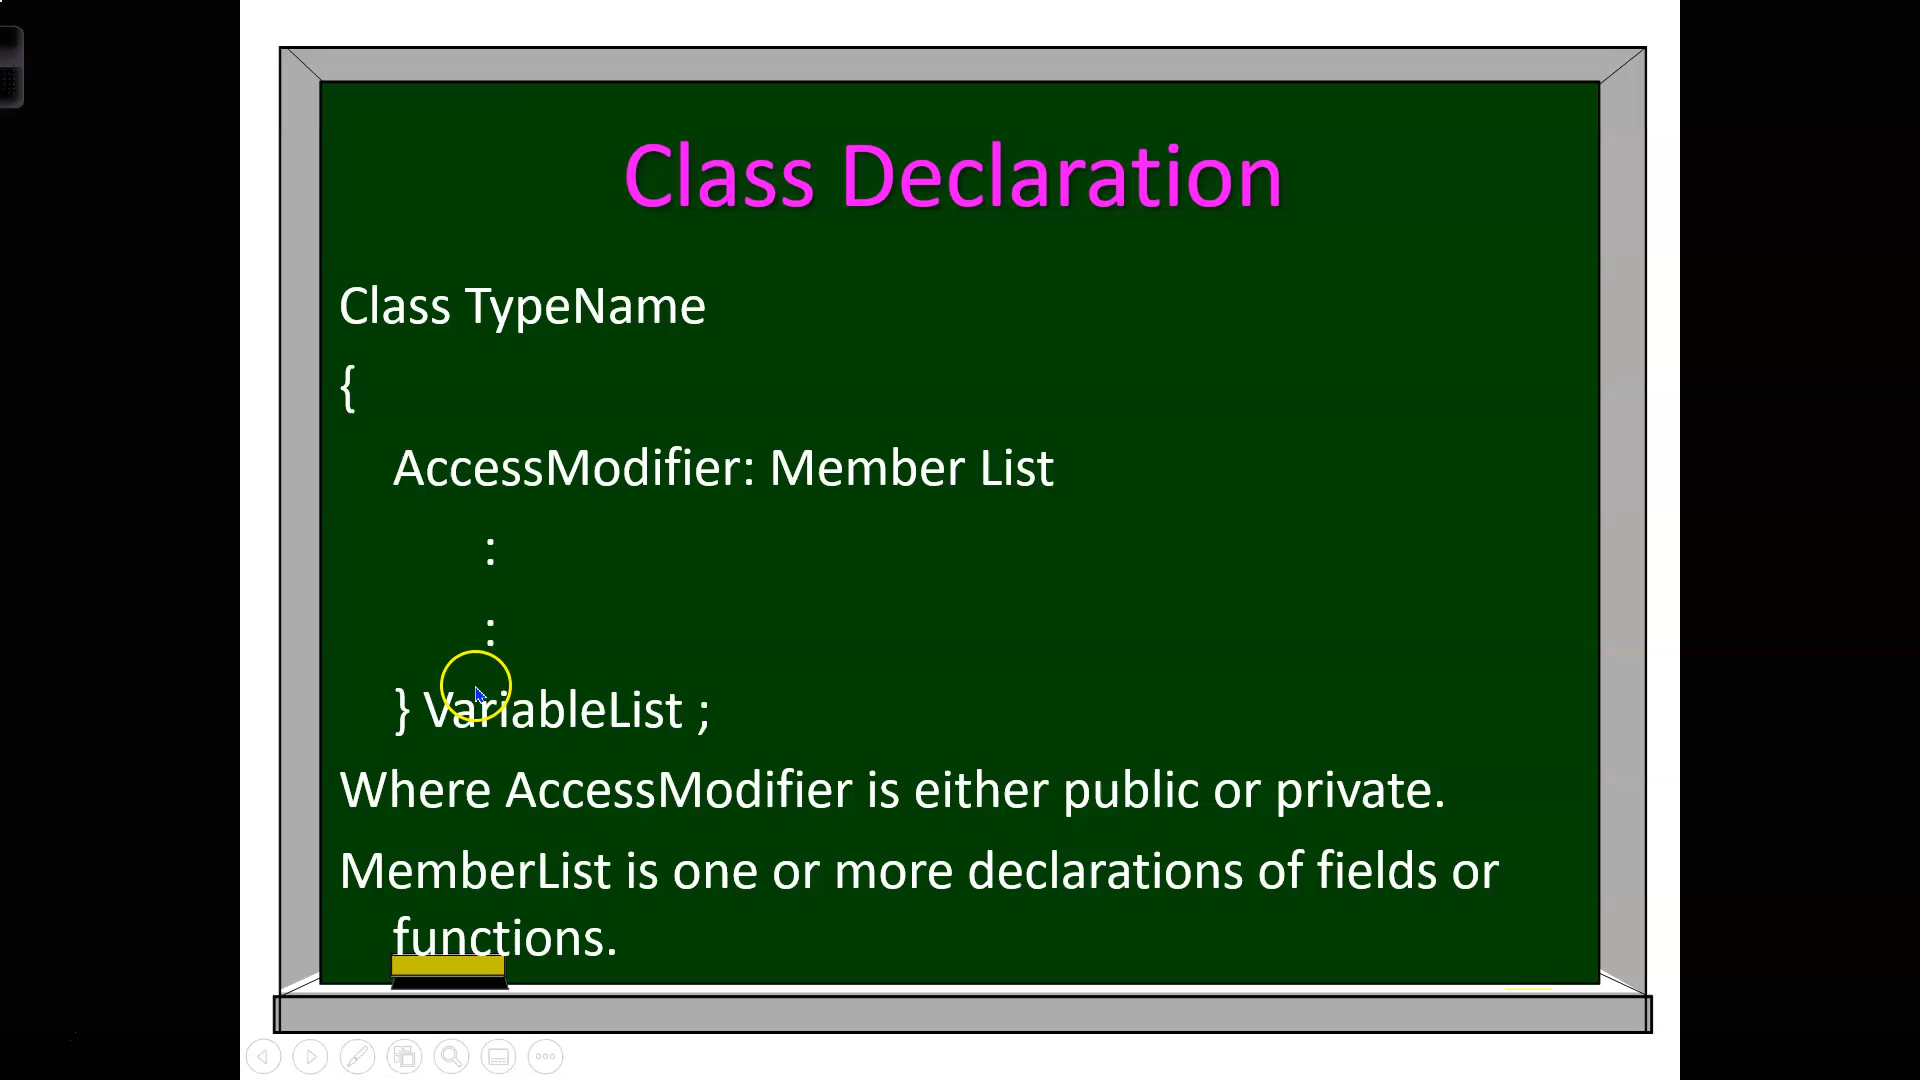 Class Declaration
Class TypeName
{
AccessModifier: Member List
:
:
} VariableList ;
Where AccessModifier is either public or private.
MemberList is one or more declarations of fields or
functions.